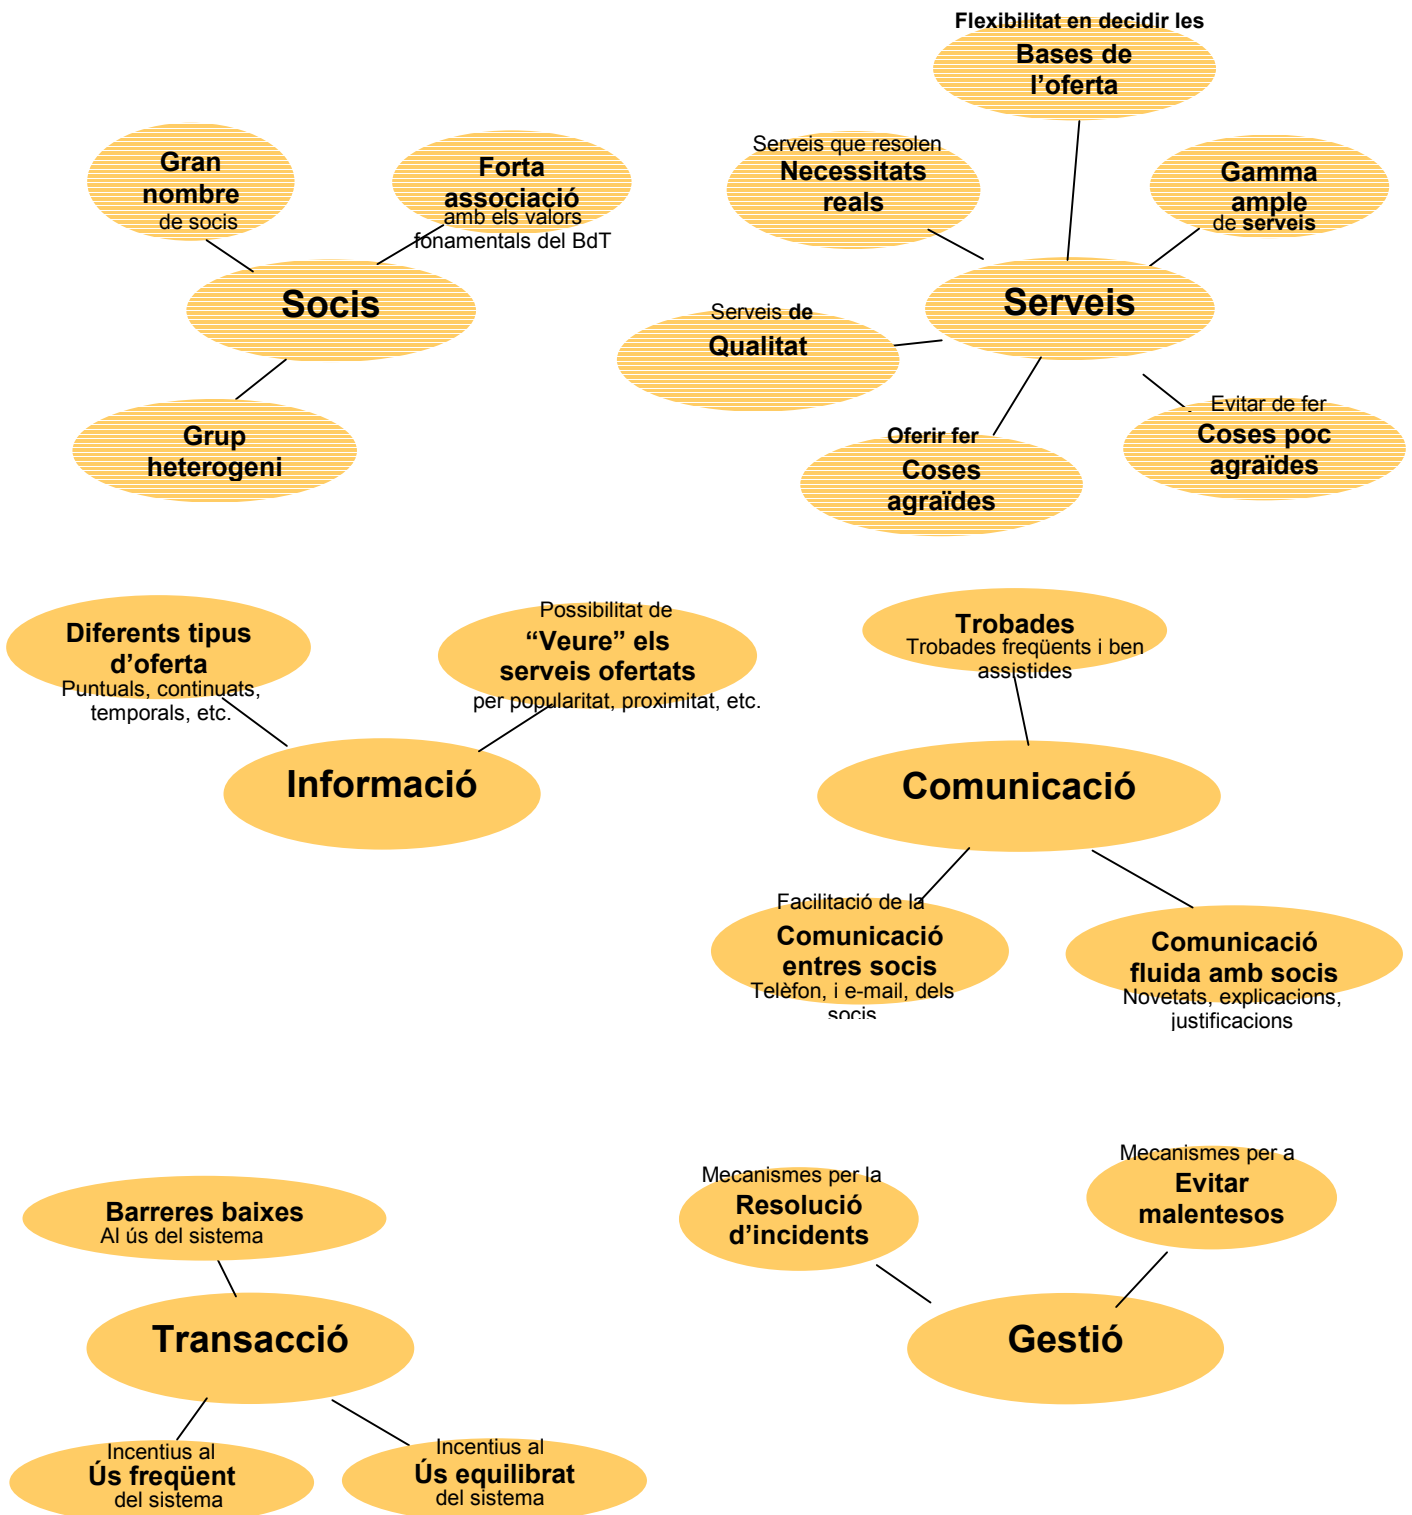 Flexibilitat en decidir les
Bases de
l’oferta
Gran
nombre
de socis
Forta
associació
amb els valors
fonamentals del BdT
Socis
Grup
heterogeni
Serveis que resolen
Necessitats
reals
Gamma
ample
de serveis
Serveis
Serveis de
Qualitat
Oferir fer
Coses
agraïdes
Evitar de fer
Coses poc
agraïdes
Diferents tipus
d’oferta
Puntuals, continuats,
temporals, etc.
Possibilitat de
“Veure” els
serveis ofertats
per popularitat, proximitat, etc.
Informació
Trobades
Trobades freqüents i ben
assistides
Comunicació
Facilitació de la
Comunicació
entres socis
Telèfon, i e-mail, dels
socis
Comunicació
fluida amb socis
Novetats, explicacions,
justificacions
Barreres baixes
Al ús del sistema
Transacció
Incentius al
Ús freqüent
del sistema
Incentius al
Ús equilibrat
del sistema
Mecanismes per la
Resolució
d’incidents
Mecanismes per a
Evitar
malentesos
Gestió